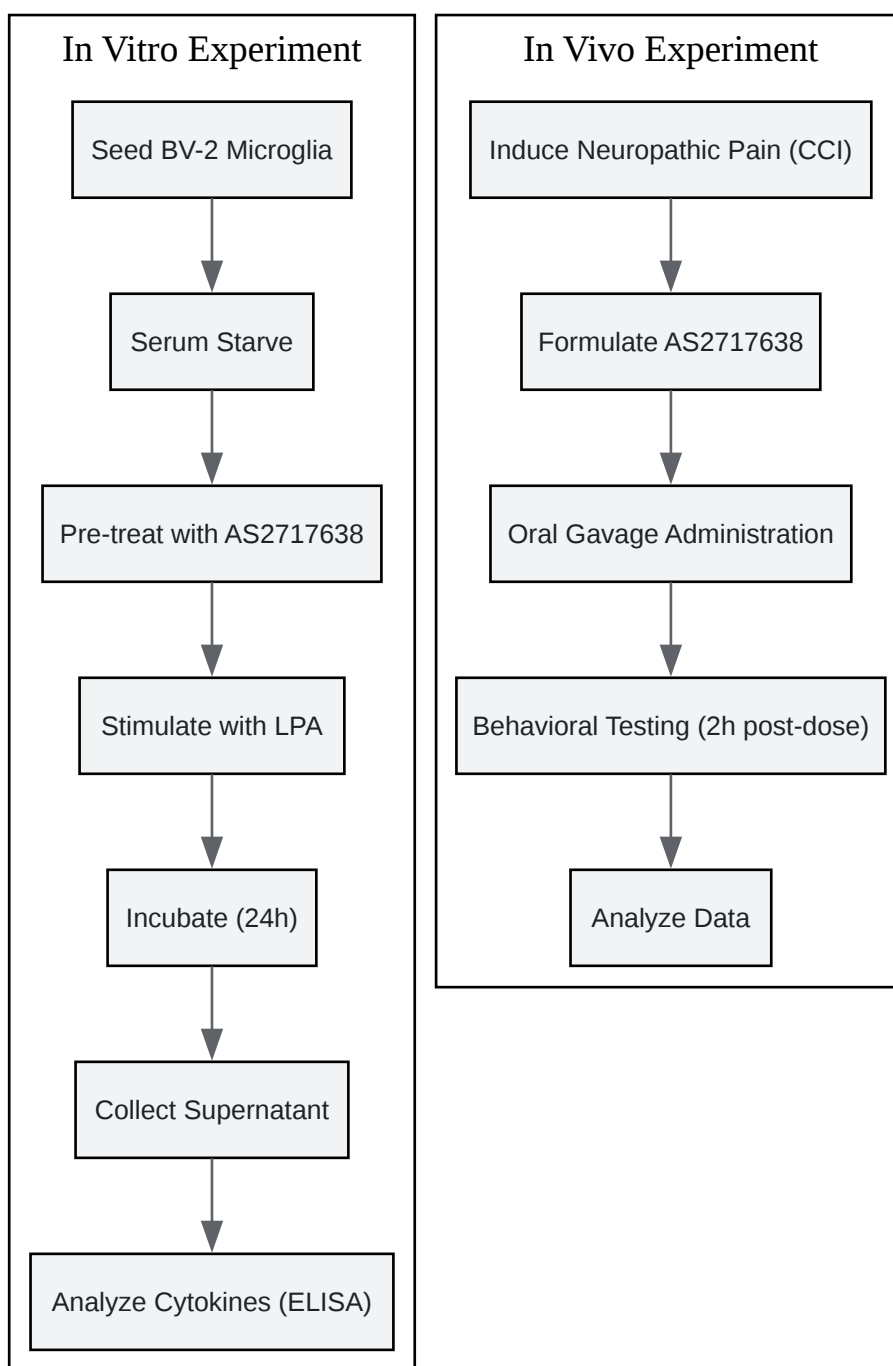 In Vitro Experiment
Seed BV-2 Microglia
Serum Starve
Pre-treat with AS2717638
Stimulate with LPA
Incubate (24h)
Collect Supernatant
Analyze Cytokines (ELISA)
In Vivo Experiment
Induce Neuropathic Pain (CCI)
Formulate AS2717638
Oral Gavage Administration
Behavioral Testing (2h post-dose)
Analyze Data